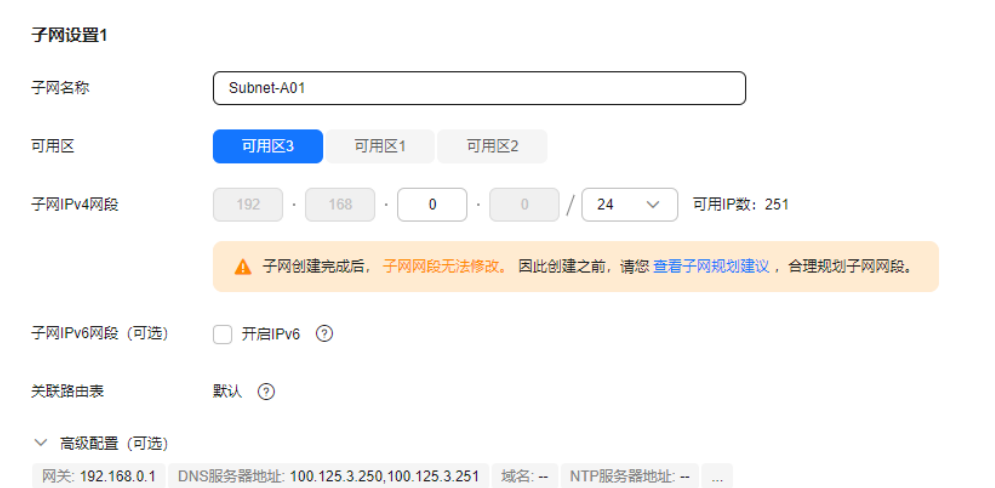 子网设置1
子网名称 Subnet-A01
可用区 可用区3 可用区1 可用区2
子网IPv4网段 192 · 168 · 0 · 0 / 24 可用IP数: 251
子网创建完成后，子网网段无法修改。因此创建之前，请您 查看子网规划建议 ，合理规划子网网段。
子网IPv6网段（可选） 开启IPv6 ?
关联路由表 默认 ?
高级配置（可选）
网关: 192.168.0.1 DNS服务器地址: 100.125.3.250,100.125.3.251 域名: -- NTP服务器地址: -- ...